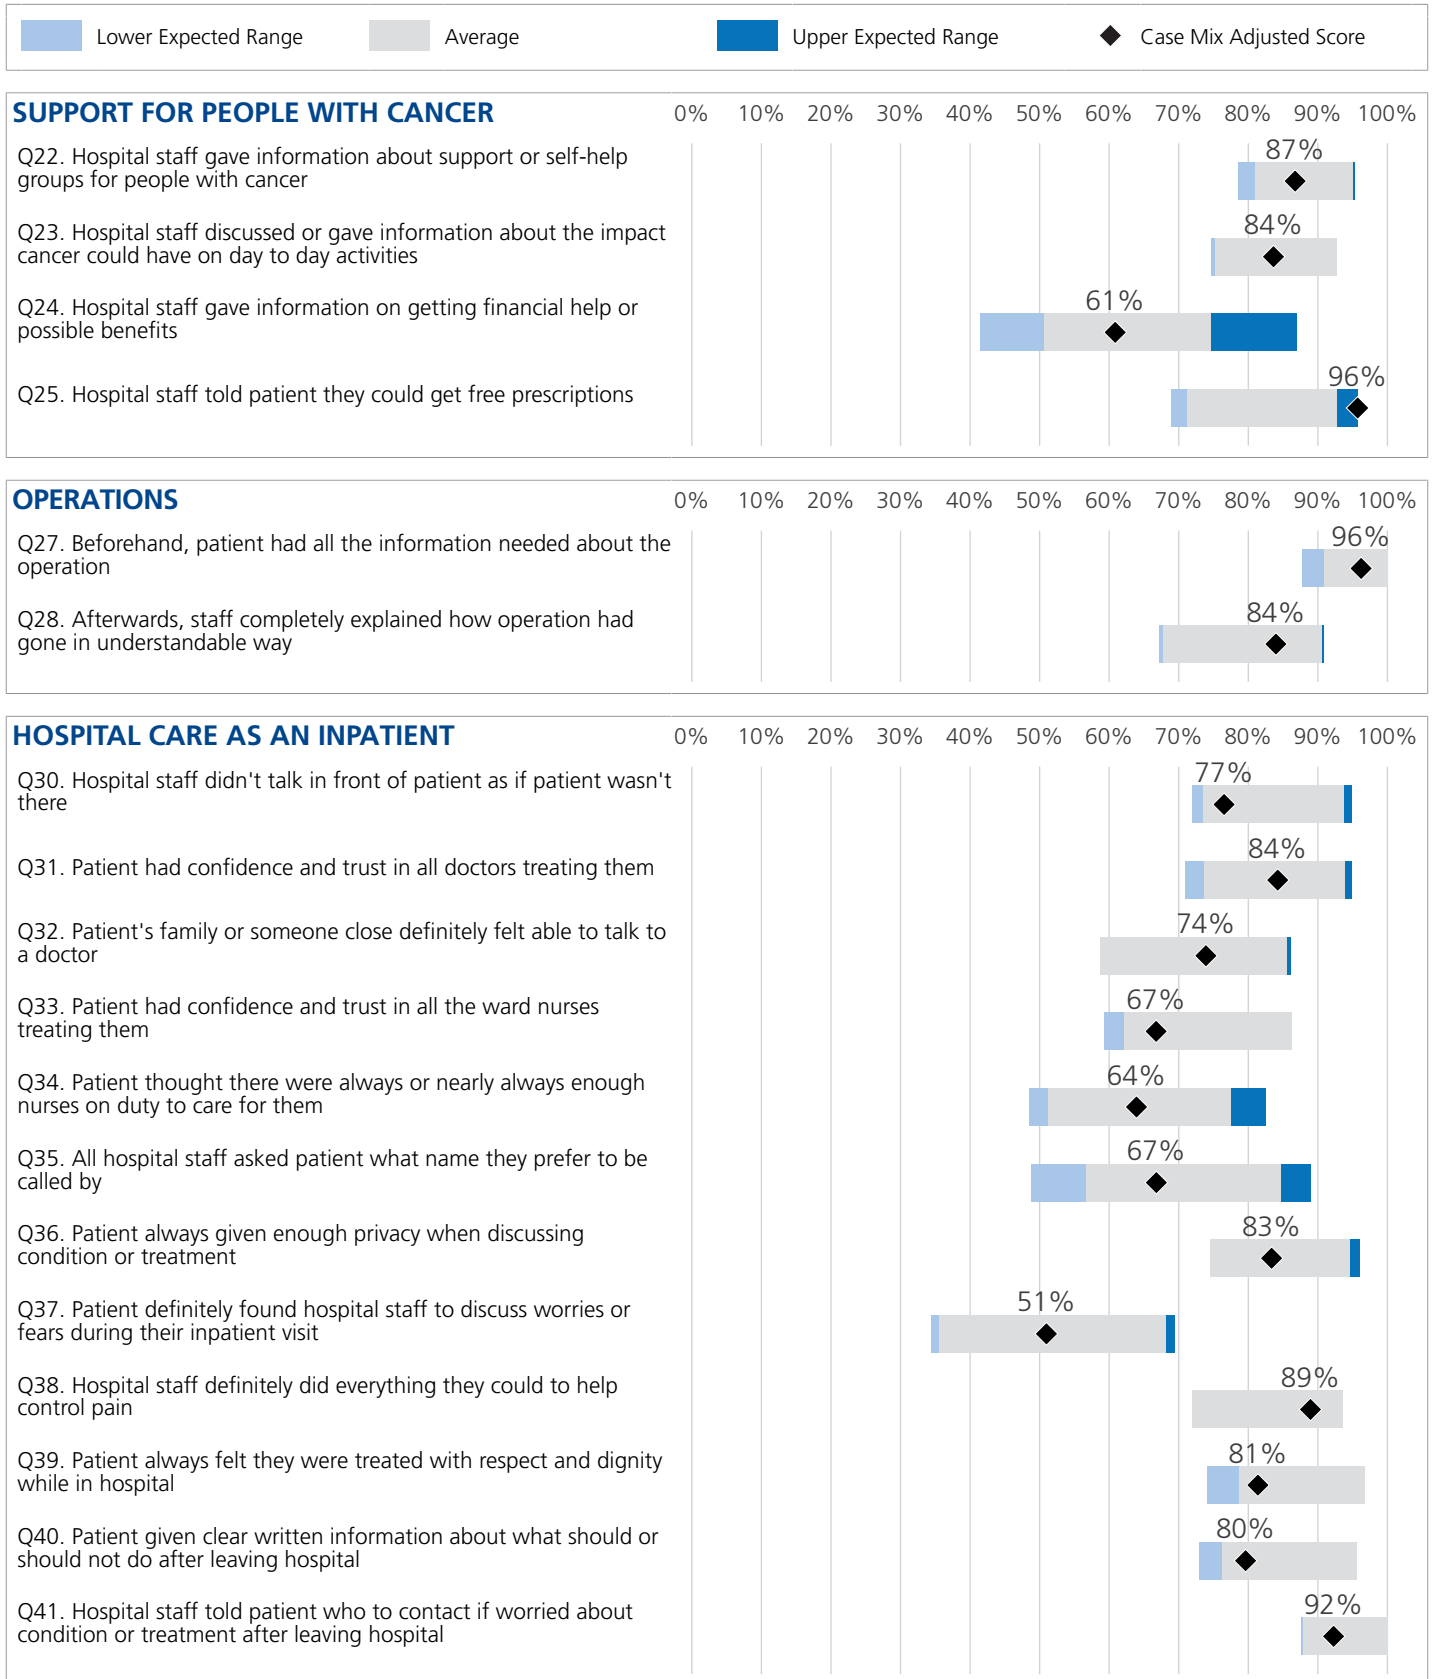 Lower Expected Range Average Upper Expected Range Case Mix Adjusted Score
SUPPORT FOR PEOPLE WITH CANCER 0% 10% 20% 30% 40% 50% 60% 70% 80% 90% 100%
Q22. Hospital staff gave information about support or self-help
groups for people with cancer
87%
Q23. Hospital staff discussed or gave information about the impact
cancer could have on day to day activities
84%
Q24. Hospital staff gave information on getting financial help or
possible benefits
61%
Q25. Hospital staff told patient they could get free prescriptions
96%
OPERATIONS 0% 10% 20% 30% 40% 50% 60% 70% 80% 90% 100%
Q27. Beforehand, patient had all the information needed about the
operation
96%
Q28. Afterwards, staff completely explained how operation had
gone in understandable way
84%
HOSPITAL CARE AS AN INPATIENT 0% 10% 20% 30% 40% 50% 60% 70% 80% 90% 100%
Q30. Hospital staff didn't talk in front of patient as if patient wasn't
there
77%
Q31. Patient had confidence and trust in all doctors treating them
84%
Q32. Patient's family or someone close definitely felt able to talk to
a doctor
74%
Q33. Patient had confidence and trust in all the ward nurses
treating them
67%
Q34. Patient thought there were always or nearly always enough
nurses on duty to care for them
64%
Q35. All hospital staff asked patient what name they prefer to be
called by
67%
Q36. Patient always given enough privacy when discussing
condition or treatment
83%
Q37. Patient definitely found hospital staff to discuss worries or
fears during their inpatient visit
51%
Q38. Hospital staff definitely did everything they could to help
control pain
89%
Q39. Patient always felt they were treated with respect and dignity
while in hospital
81%
Q40. Patient given clear written information about what should or
should not do after leaving hospital
80%
Q41. Hospital staff told patient who to contact if worried about
condition or treatment after leaving hospital
92%